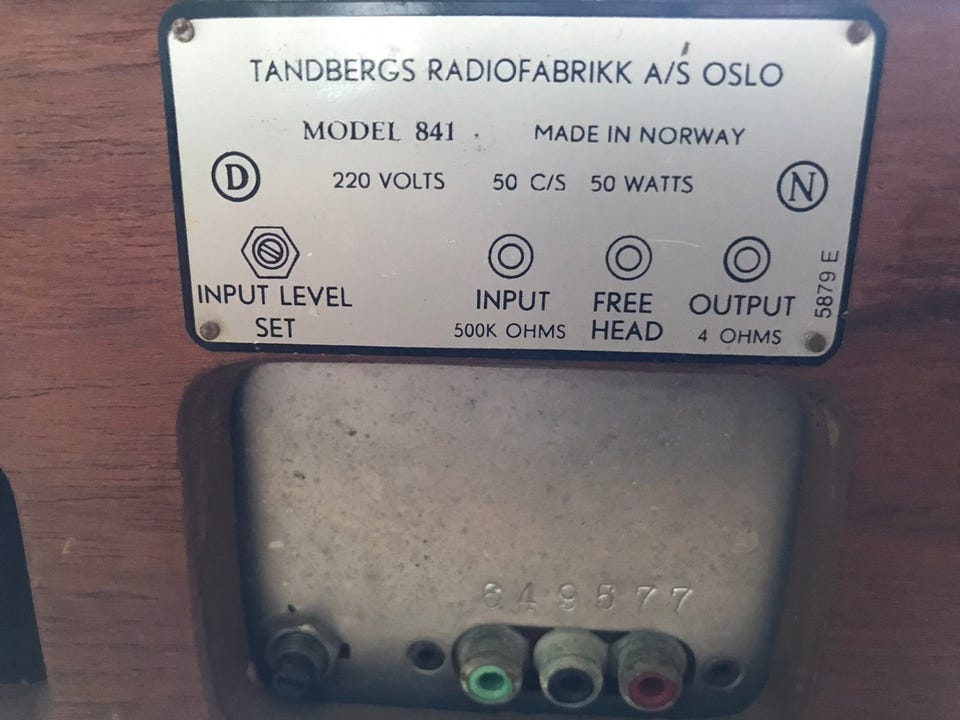 TANDBERGS RADIOFABRIKK A/S OSLO
MODEL 841 MADE IN NORWAY
D 220 VOLTS 50 C/S 50 WATTS N
INPUT LEVEL SET
INPUT 500K OHMS
FREE HEAD
OUTPUT 4 OHMS
5879 E
649577